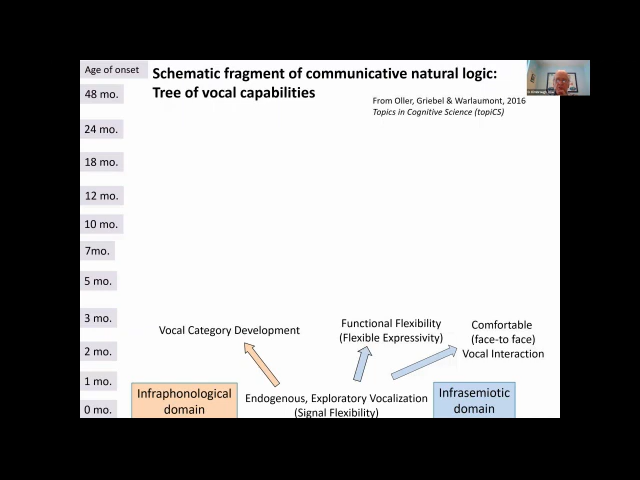 Age of onset
Schematic fragment of communicative natural logic:
Tree of vocal capabilities
From Oller, Griebel & Warlaumont, 2016
Topics in Cognitive Science (topiCS)
48 mo.
24 mo.
18 mo.
12 mo.
10 mo.
7mo.
5 mo.
3 mo.
2 mo.
1 mo.
0 mo.
Vocal Category Development
Functional Flexibility
(Flexible Expressivity)
Comfortable
(face-to face)
Vocal Interaction
Infraphonological
domain
Endogenous, Exploratory Vocalization
(Signal Flexibility)
Infrasemiotic
domain